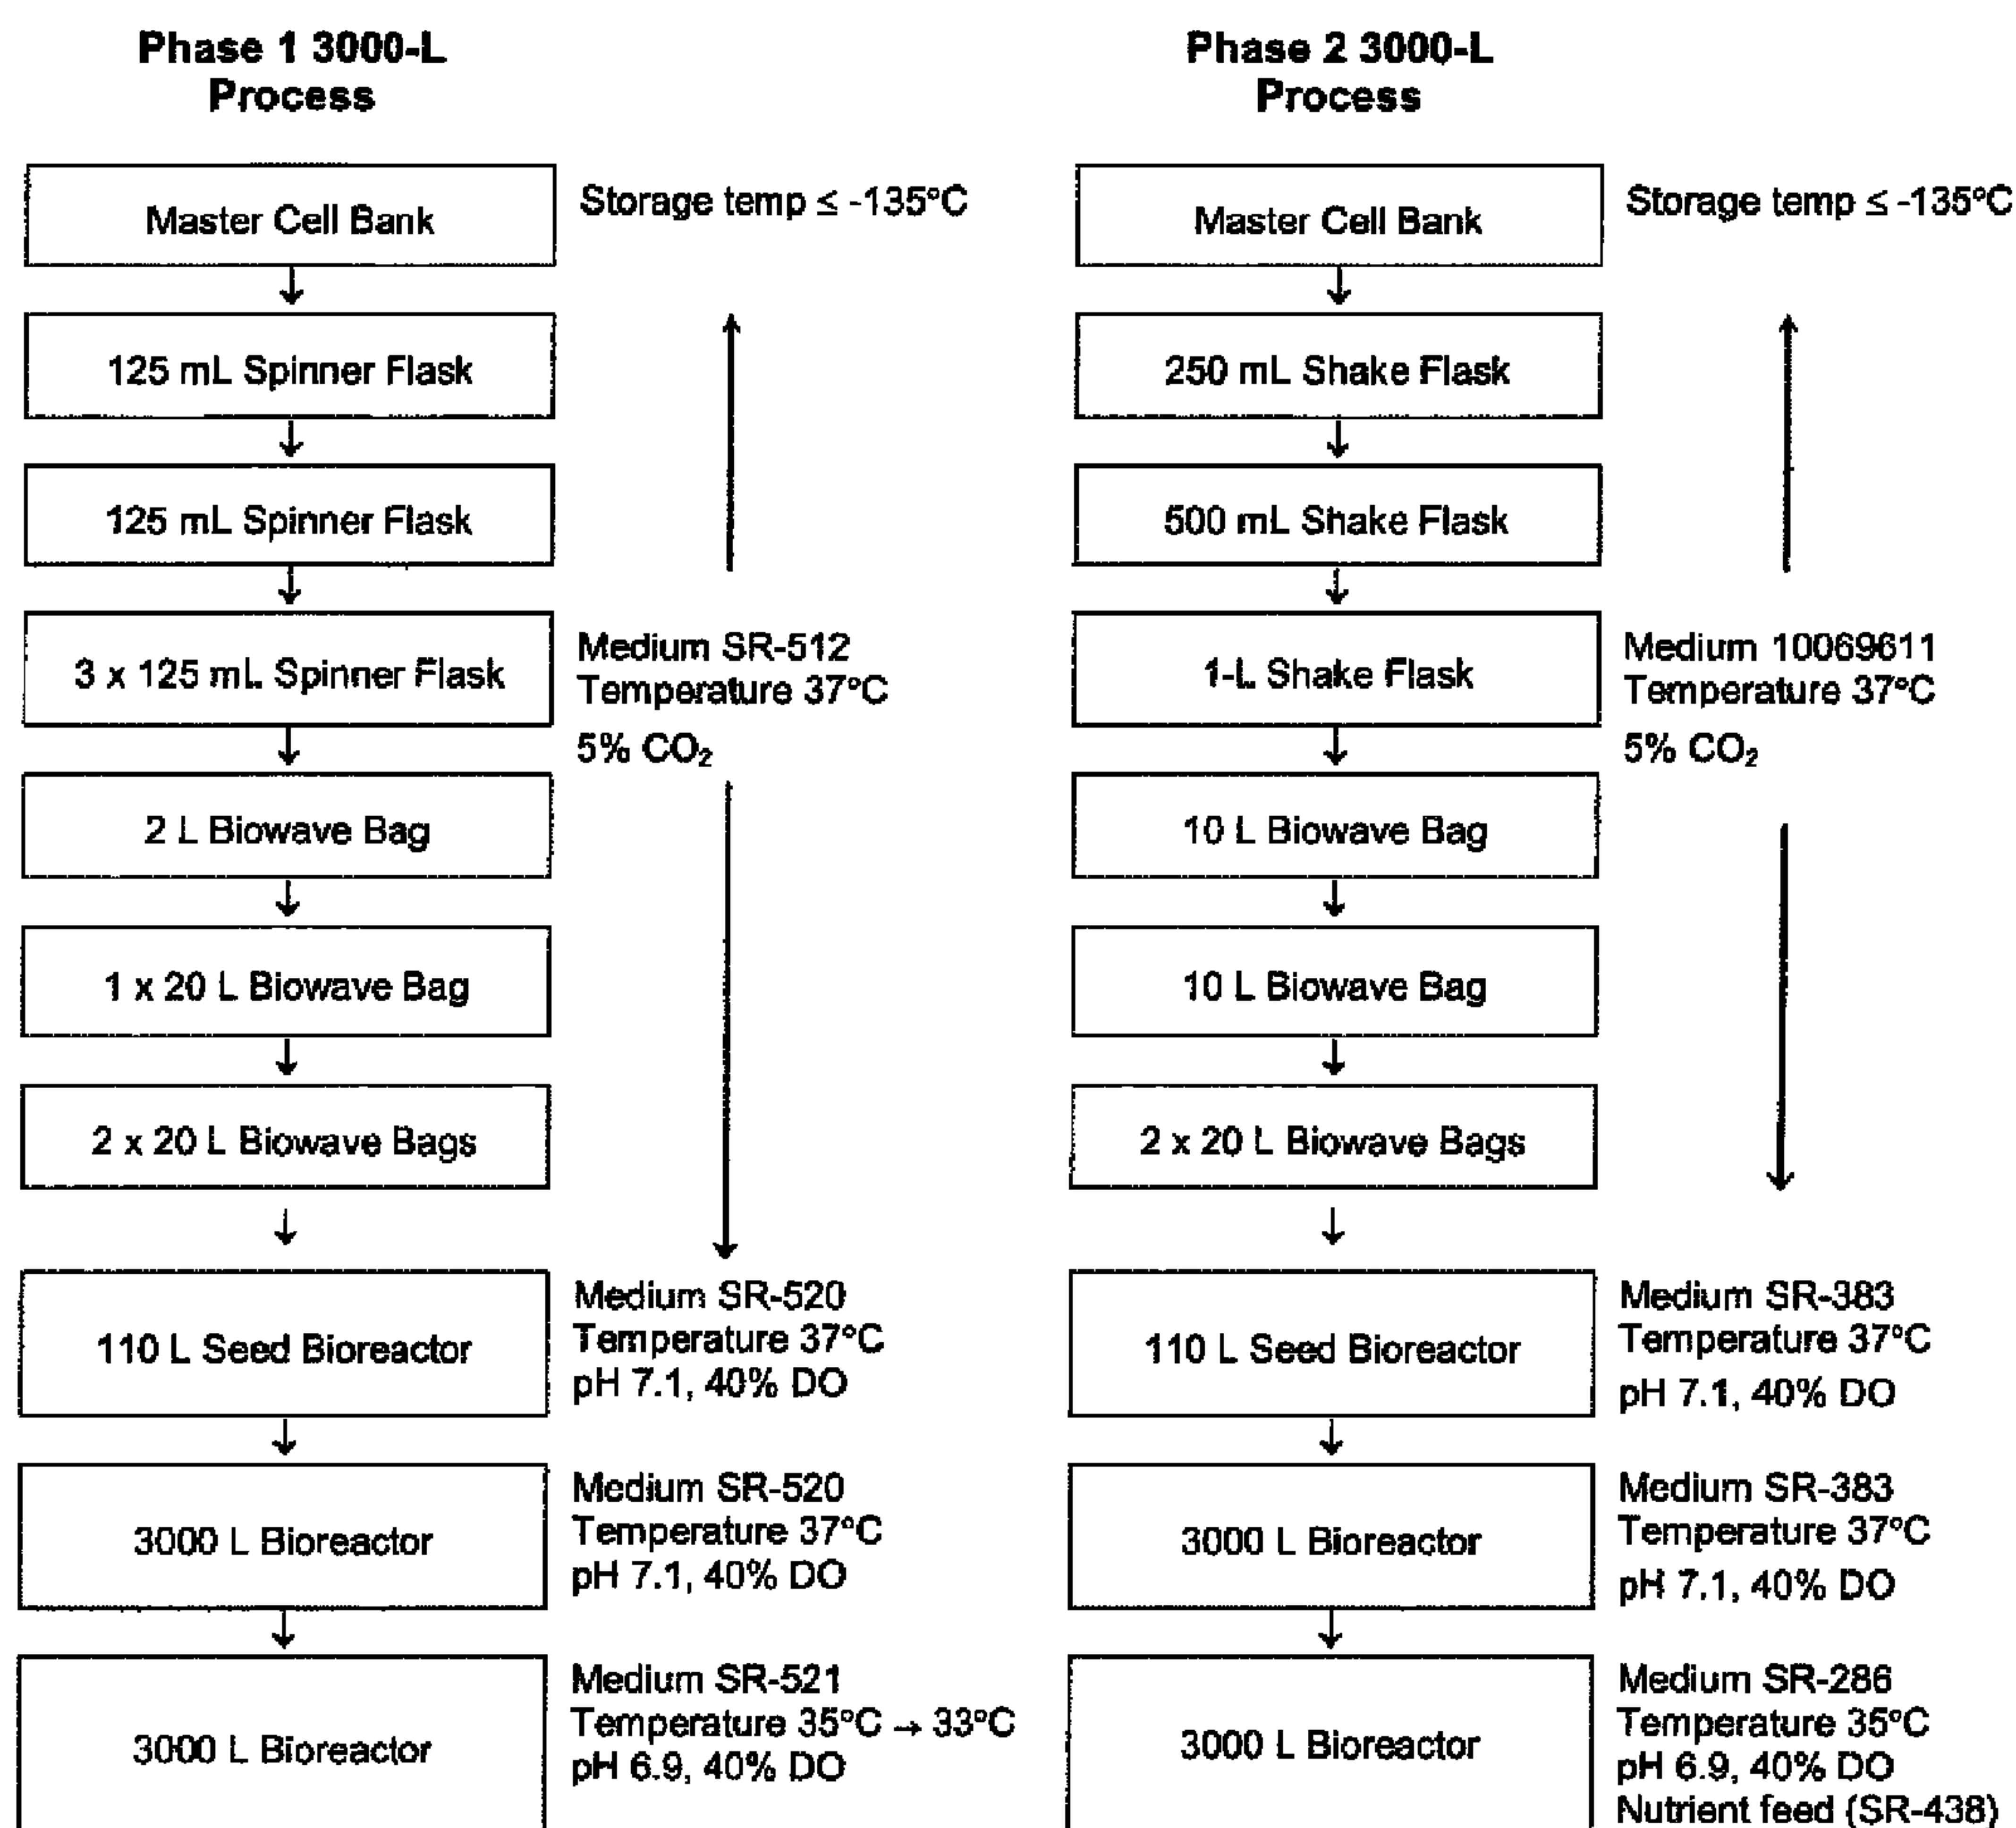 Phase 1 3000-L
Process
Master Cell Bank
Storage temp ≤ -135°C
125 mL Spinner Flask
125 mL Spinner Flask
3 x 125 mL Spinner Flask
Medium SR-512
Temperature 37°C
5% CO₂
2 L Biowave Bag
1 x 20 L Biowave Bag
2 x 20 L Biowave Bags
110 L Seed Bioreactor
Medium SR-520
Temperature 37°C
pH 7.1, 40% DO
3000 L Bioreactor
Medium SR-520
Temperature 37°C
pH 7.1, 40% DO
3000 L Bioreactor
Medium SR-521
Temperature 35°C → 33°C
pH 6.9, 40% DO
Phase 2 3000-L
Process
Master Cell Bank
Storage temp ≤ -135°C
250 mL Shake Flask
500 mL Shake Flask
1-L Shake Flask
Medium 10069611
Temperature 37°C
5% CO₂
10 L Biowave Bag
10 L Biowave Bag
2 x 20 L Biowave Bags
110 L Seed Bioreactor
Medium SR-383
Temperature 37°C
pH 7.1, 40% DO
3000 L Bioreactor
Medium SR-383
Temperature 37°C
pH 7.1, 40% DO
3000 L Bioreactor
Medium SR-286
Temperature 35°C
pH 6.9, 40% DO
Nutrient feed (SR-438)